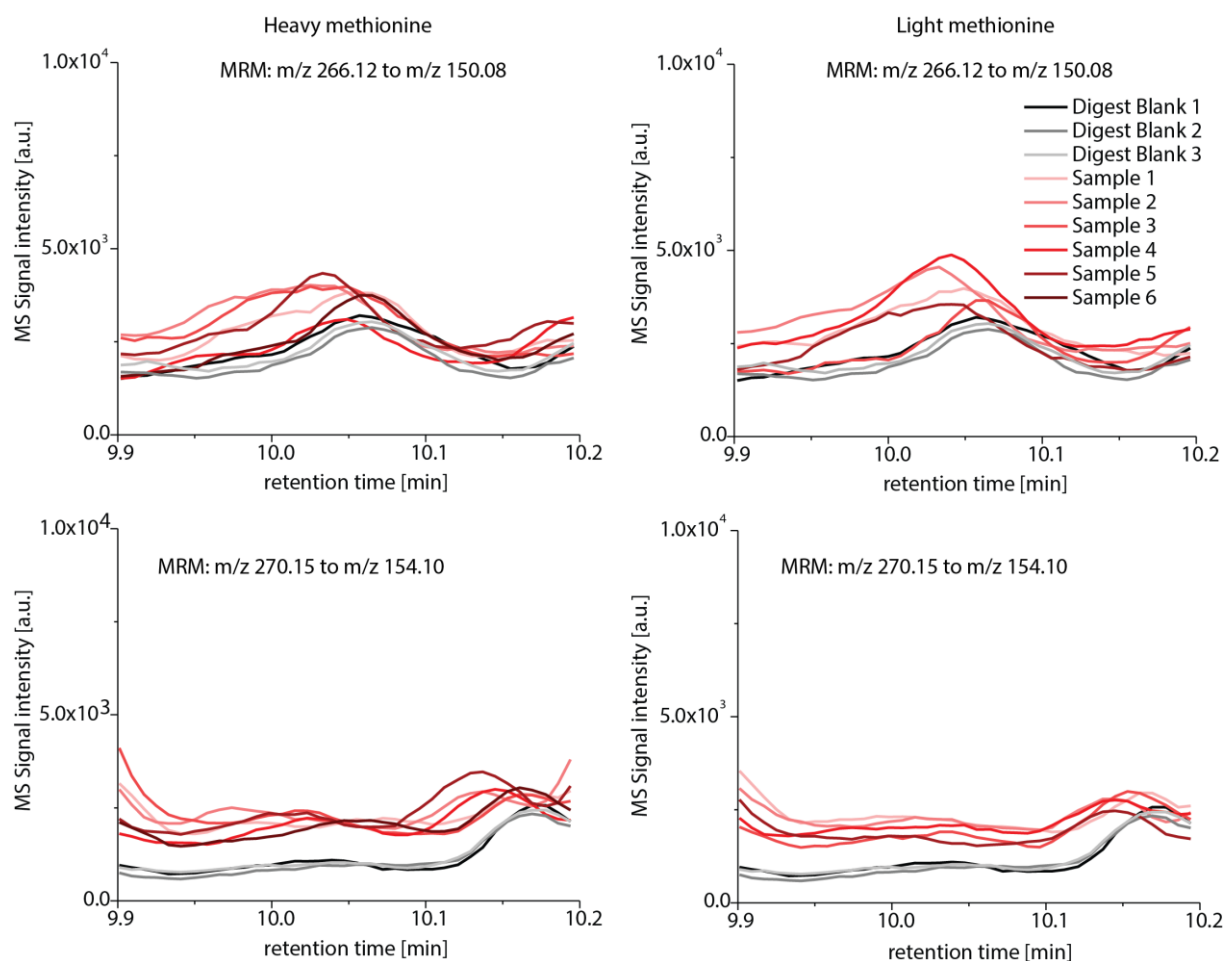 Heavy methionine
Light methionine
MRM: m/z 266.12 to m/z 150.08
1.0x10⁴
5.0x10³
0.0
MS Signal intensity [a.u.]
9.9 10.0 10.1 10.2
retention time [min]
MRM: m/z 266.12 to m/z 150.08
1.0x10⁴
5.0x10³
0.0
MS Signal intensity [a.u.]
Digest Blank 1
Digest Blank 2
Digest Blank 3
Sample 1
Sample 2
Sample 3
Sample 4
Sample 5
Sample 6
9.9 10.0 10.1 10.2
retention time [min]
MRM: m/z 270.15 to m/z 154.10
1.0x10⁴
5.0x10³
0.0
MS Signal intensity [a.u.]
9.9 10.0 10.1 10.2
retention time [min]
MRM: m/z 270.15 to m/z 154.10
1.0x10⁴
5.0x10³
0.0
MS Signal intensity [a.u.]
9.9 10.0 10.1 10.2
retention time [min]